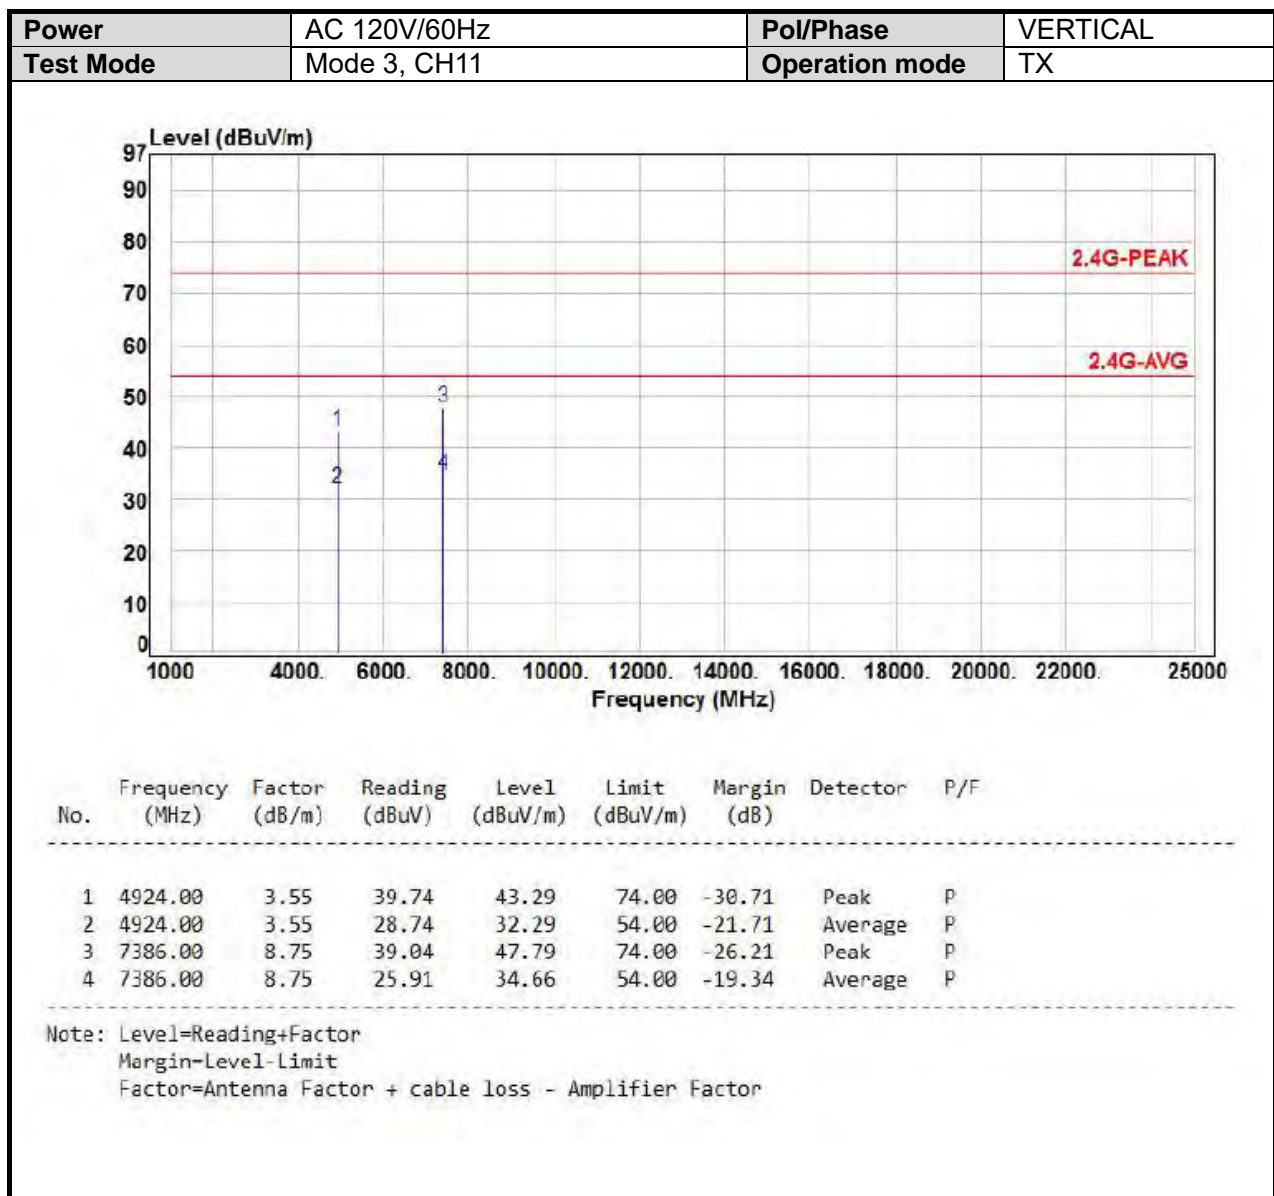 Power AC 120V/60Hz Pol/Phase VERTICAL
Test Mode Mode 3, CH11 Operation mode TX
Level (dBuV/m)
97
90
80
2.4G-PEAK
70
60
2.4G-AVG
50
3
1
40
4
2
30
20
10
0
1000 4000. 6000. 8000. 10000. 12000. 14000. 16000. 18000. 20000. 22000. 25000
Frequency (MHz)
Frequency Factor Reading Level Limit Margin Detector P/F
No. (MHz) (dB/m) (dBuV) (dBuV/m) (dBuV/m) (dB)
1 4924.00 3.55 39.74 43.29 74.00 -30.71 Peak P
2 4924.00 3.55 28.74 32.29 54.00 -21.71 Average P
3 7386.00 8.75 39.04 47.79 74.00 -26.21 Peak P
4 7386.00 8.75 25.91 34.66 54.00 -19.34 Average P
Note: Level=Reading+Factor
Margin=Level-Limit
Factor=Antenna Factor + cable loss - Amplifier Factor